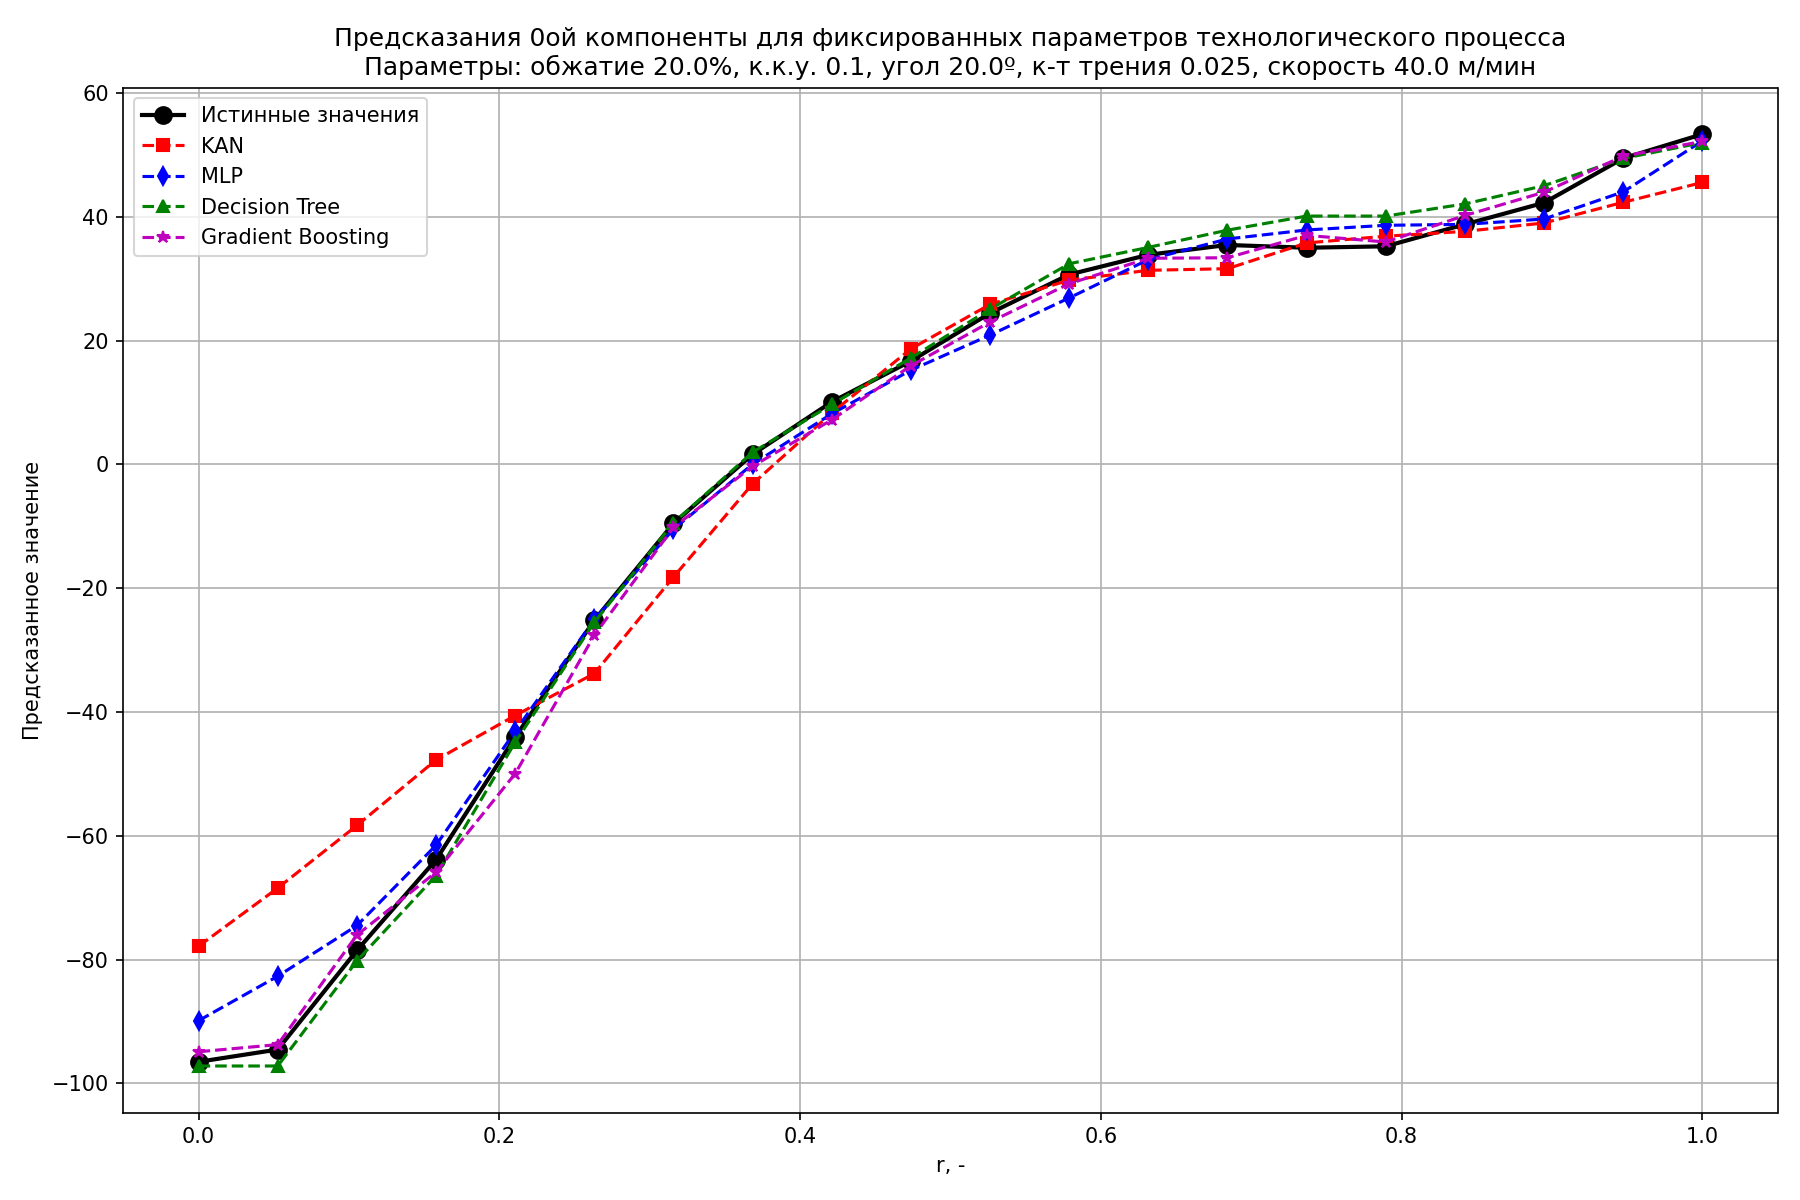 Предсказания 0ой компоненты для фиксированных параметров технологического процесса
Параметры: обжатие 20.0%, к.к.у. 0.1, угол 20.0º, к-т трения 0.025, скорость 40.0 м/мин
Истинные значения
KAN
MLP
Decision Tree
Gradient Boosting
Предсказанное значение
60
40
20
0
−20
−40
−60
−80
−100
0.0 0.2 0.4 0.6 0.8 1.0
r, -